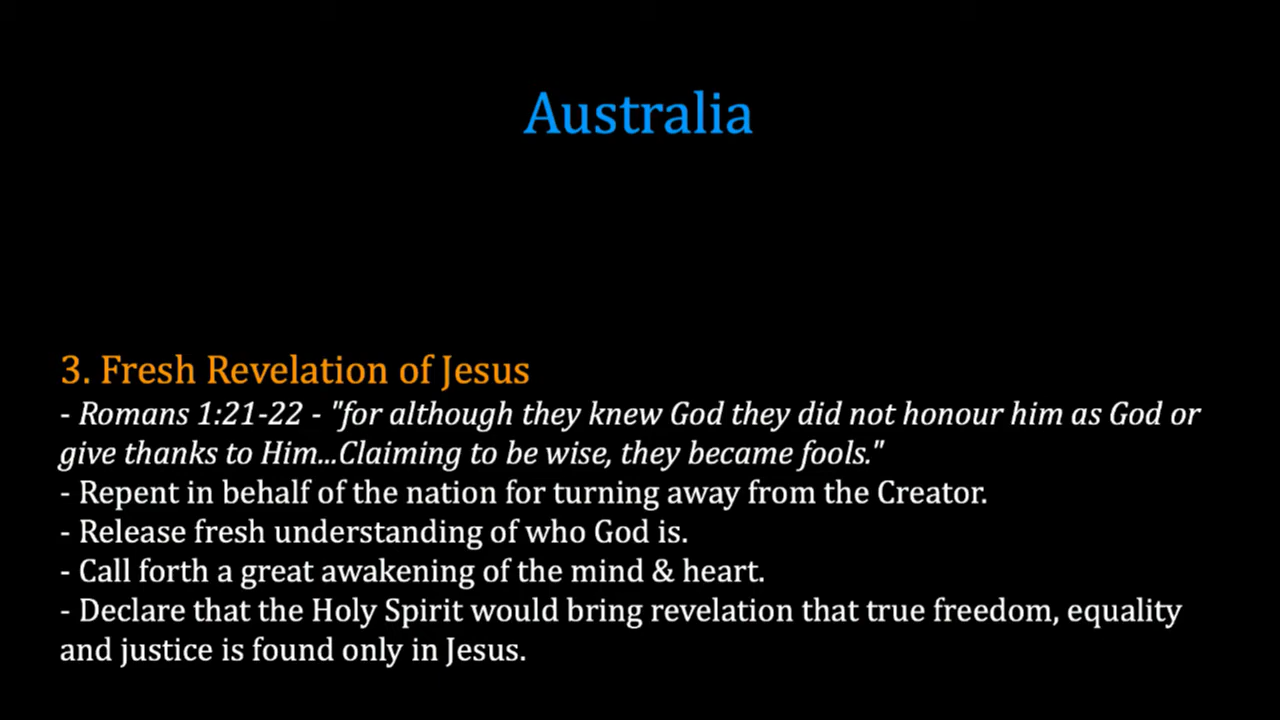 Australia
3. Fresh Revelation of Jesus
- Romans 1:21-22 - "for although they knew God they did not honour him as God or
give thanks to Him...Claiming to be wise, they became fools."
- Repent in behalf of the nation for turning away from the Creator.
- Release fresh understanding of who God is.
- Call forth a great awakening of the mind & heart.
- Declare that the Holy Spirit would bring revelation that true freedom, equality
and justice is found only in Jesus.